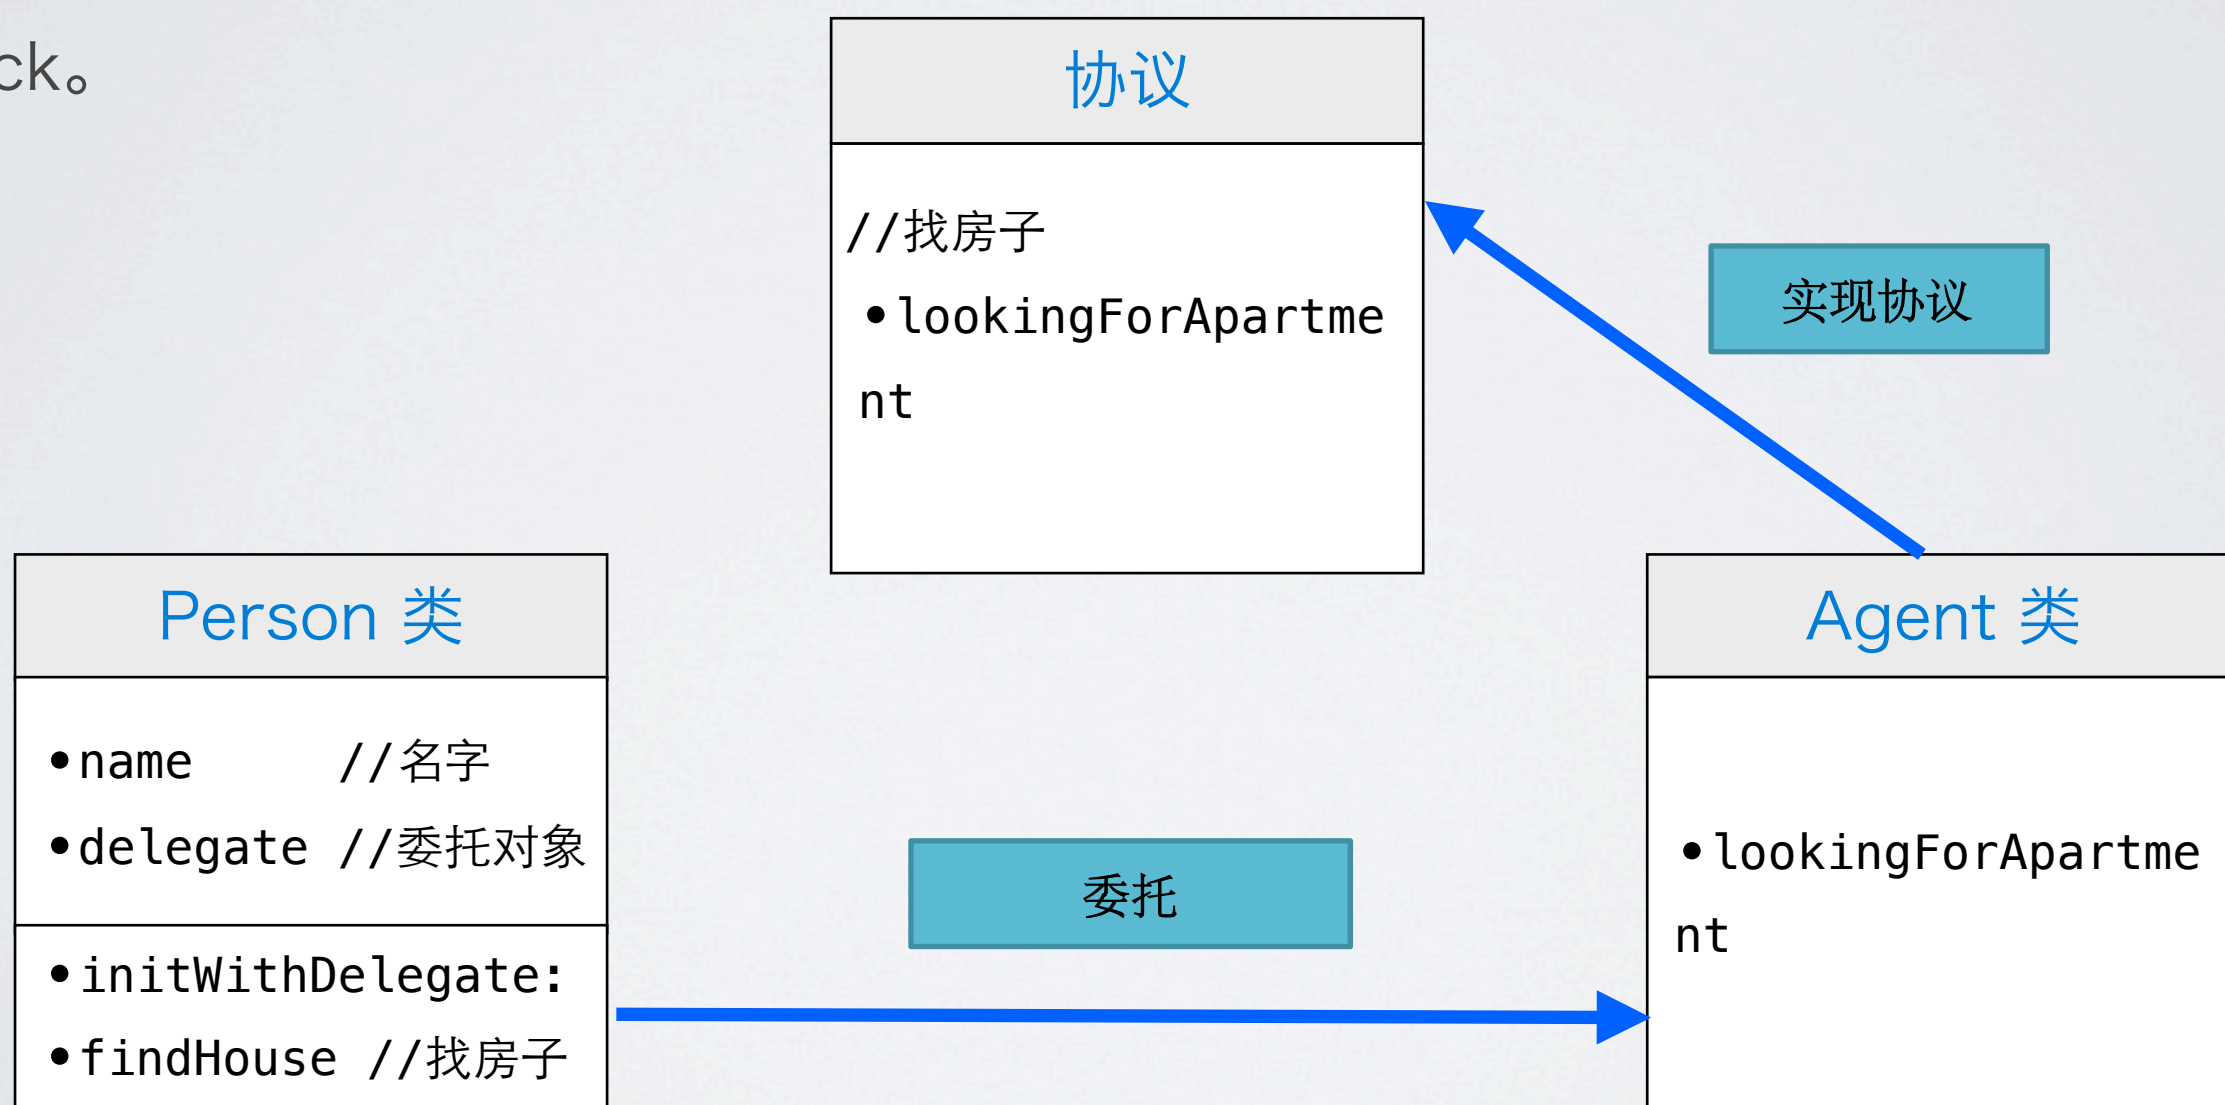 ck。
协议
//找房子
•lookingForApartme
nt
实现协议
Person 类
•name //名字
•delegate //委托对象
•initWithDelegate:
•findHouse //找房子
委托
Agent 类
•lookingForApartme
nt